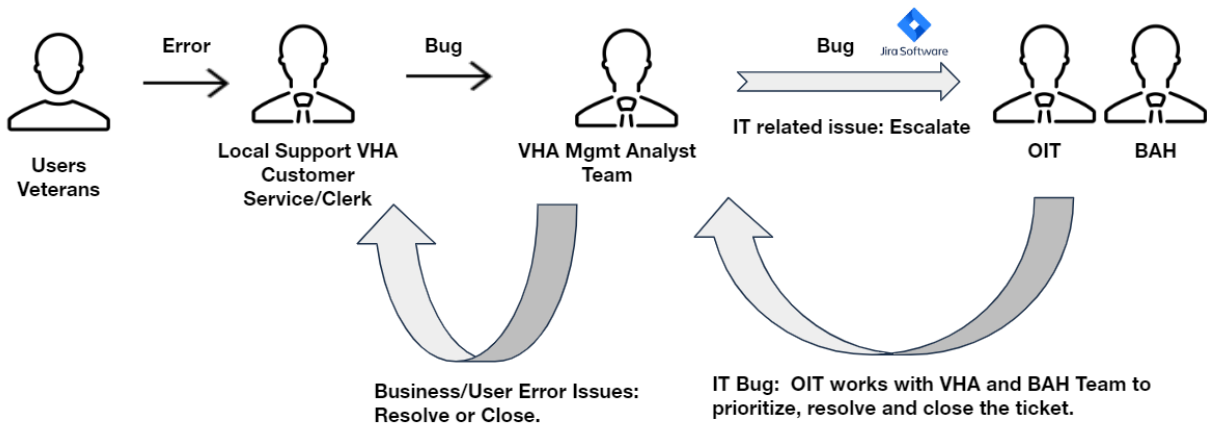 Error
Bug
Bug
Jira Software
IT related issue: Escalate
Users
Veterans
Local Support VHA
Customer
Service/Clerk
VHA Mgmt Analyst
Team
OIT
BAH
Business/User Error Issues:
Resolve or Close.
IT Bug:  OIT works with VHA and BAH Team to
prioritize, resolve and close the ticket.